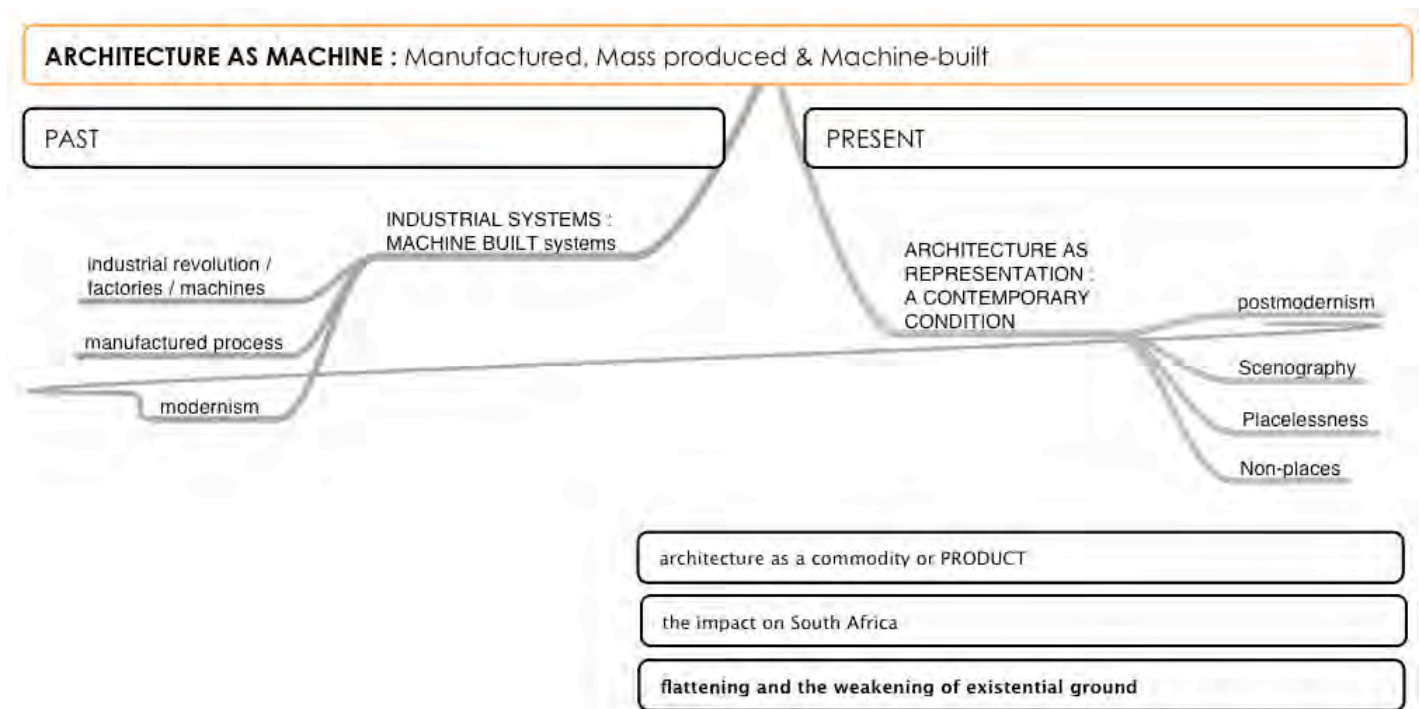 ARCHITECTURE AS MACHINE : Manufactured, Mass produced & Machine-built
PAST
PRESENT
INDUSTRIAL SYSTEMS :
MACHINE BUILT systems
industrial revolution /
factories / machines
manufactured process
modernism
ARCHITECTURE AS
REPRESENTATION :
A CONTEMPORARY
CONDITION
postmodernism
Scenography
Placelessness
Non-places
architecture as a commodity or PRODUCT
the impact on South Africa
flattening and the weakening of existential ground